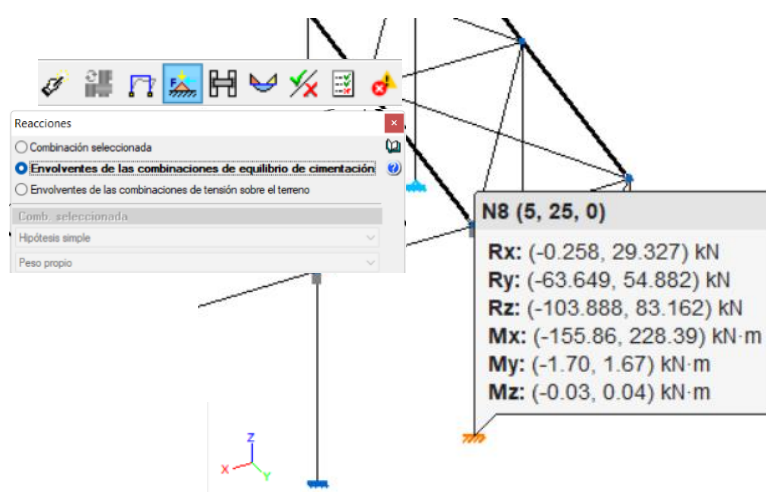 Reacciones
Combinación seleccionada
Envolventes de las combinaciones de equilibrio de cimentación
Envolventes de las combinaciones de tensión sobre el terreno
Comb. seleccionada
Hipótesis simple
Peso propio
N8 (5, 25, 0)
Rx: (-0.258, 29.327) kN
Ry: (-63.649, 54.882) kN
Rz: (-103.888, 83.162) kN
Mx: (-155.86, 228.39) kN·m
My: (-1.70, 1.67) kN·m
Mz: (-0.03, 0.04) kN·m
Z
X
Y